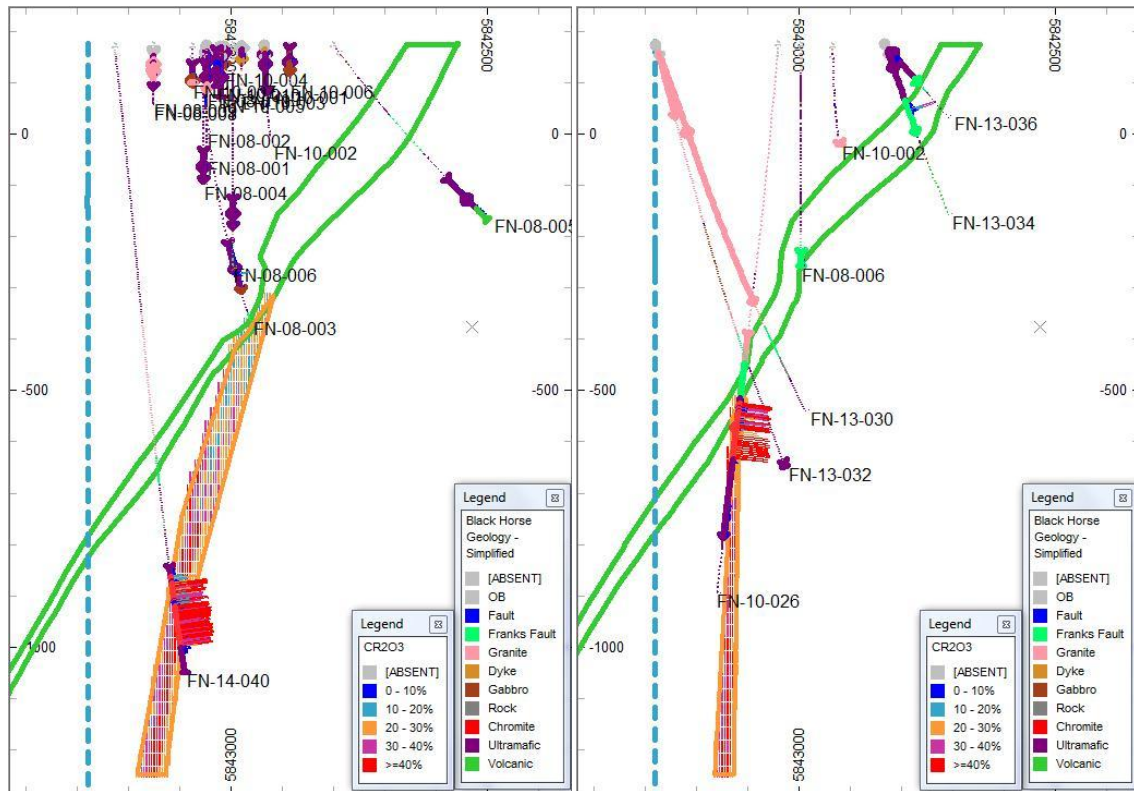 5842500
FN-10-004
FN-10-006
FN-10-002
FN-08-002
FN-08-001
FN-08-004
FN-08-005
FN-08-006
FN-08-003
FN-14-040
0
-500
-1000
5843000
Legend
CR2O3
[ABSENT]
0 - 10%
10 - 20%
20 - 30%
30 - 40%
>=40%
Legend
Black Horse
Geology -
Simplified
[ABSENT]
OB
Fault
Franks Fault
Granite
Dyke
Gabbro
Rock
Chromite
Ultramafic
Volcanic
5843000
5842500
0
0
FN-13-036
FN-10-002
FN-13-034
FN-08-006
-500
-500
FN-13-030
FN-13-032
FN-10-026
-1000
5843000
Legend
CR2O3
[ABSENT]
0 - 10%
10 - 20%
20 - 30%
30 - 40%
>=40%
Legend
Black Horse
Geology -
Simplified
[ABSENT]
OB
Fault
Franks Fault
Granite
Dyke
Gabbro
Rock
Chromite
Ultramafic
Volcanic